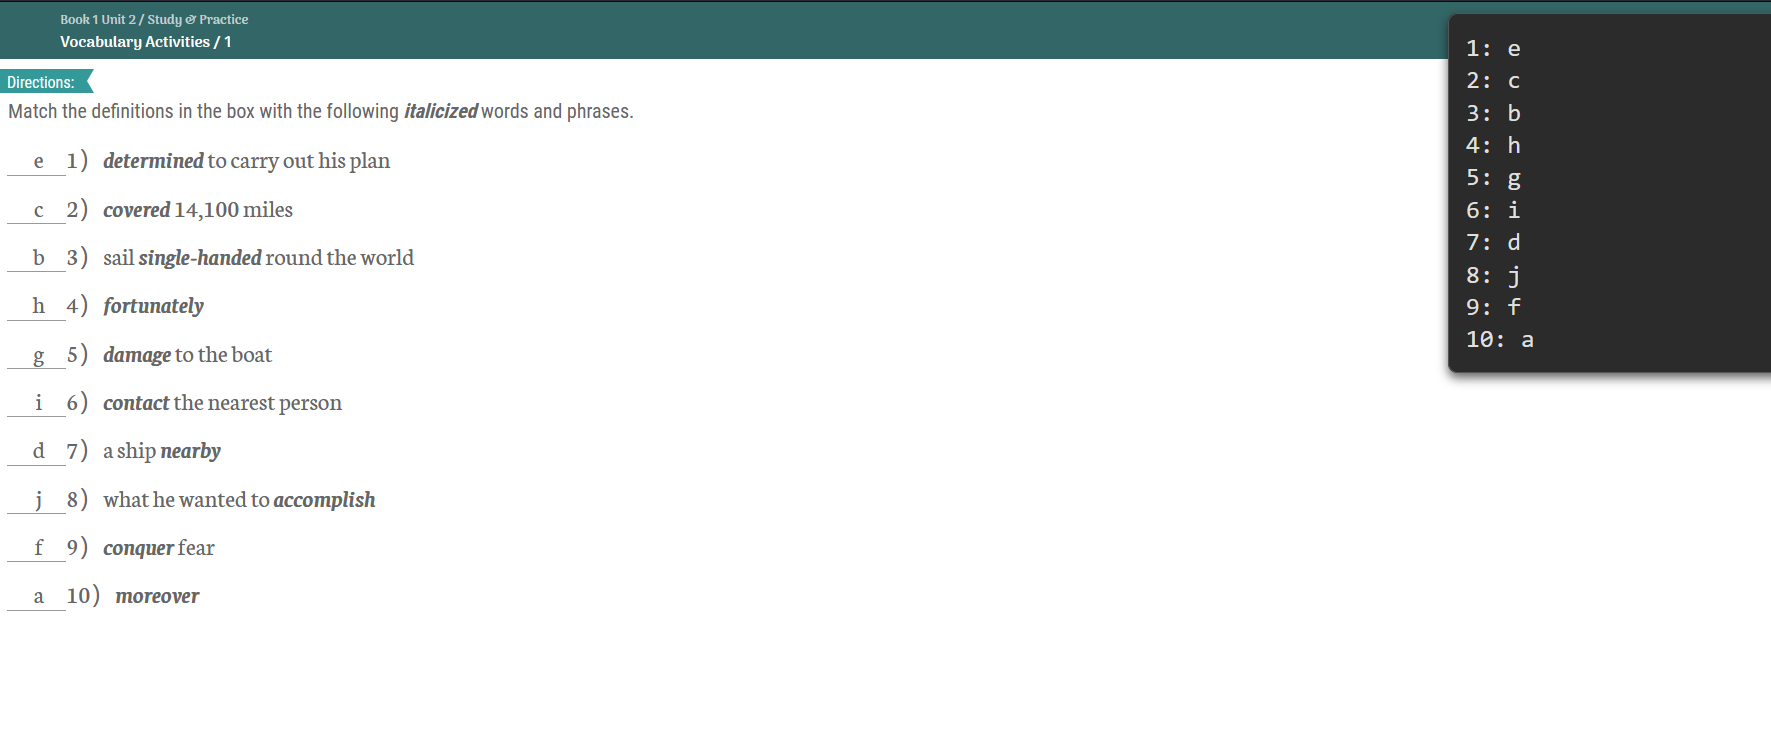 Book 1 Unit 2 / Study & Practice
Vocabulary Activities / 1
Directions:
Match the definitions in the box with the following italicized words and phrases.
e 1) determined to carry out his plan
c 2) covered 14,100 miles
b 3) sail single-handed round the world
h 4) fortunately
g 5) damage to the boat
i 6) contact the nearest person
d 7) a ship nearby
j 8) what he wanted to accomplish
f 9) conquer fear
a 10) moreover
1: e
2: c
3: b
4: h
5: g
6: i
7: d
8: j
9: f
10: a